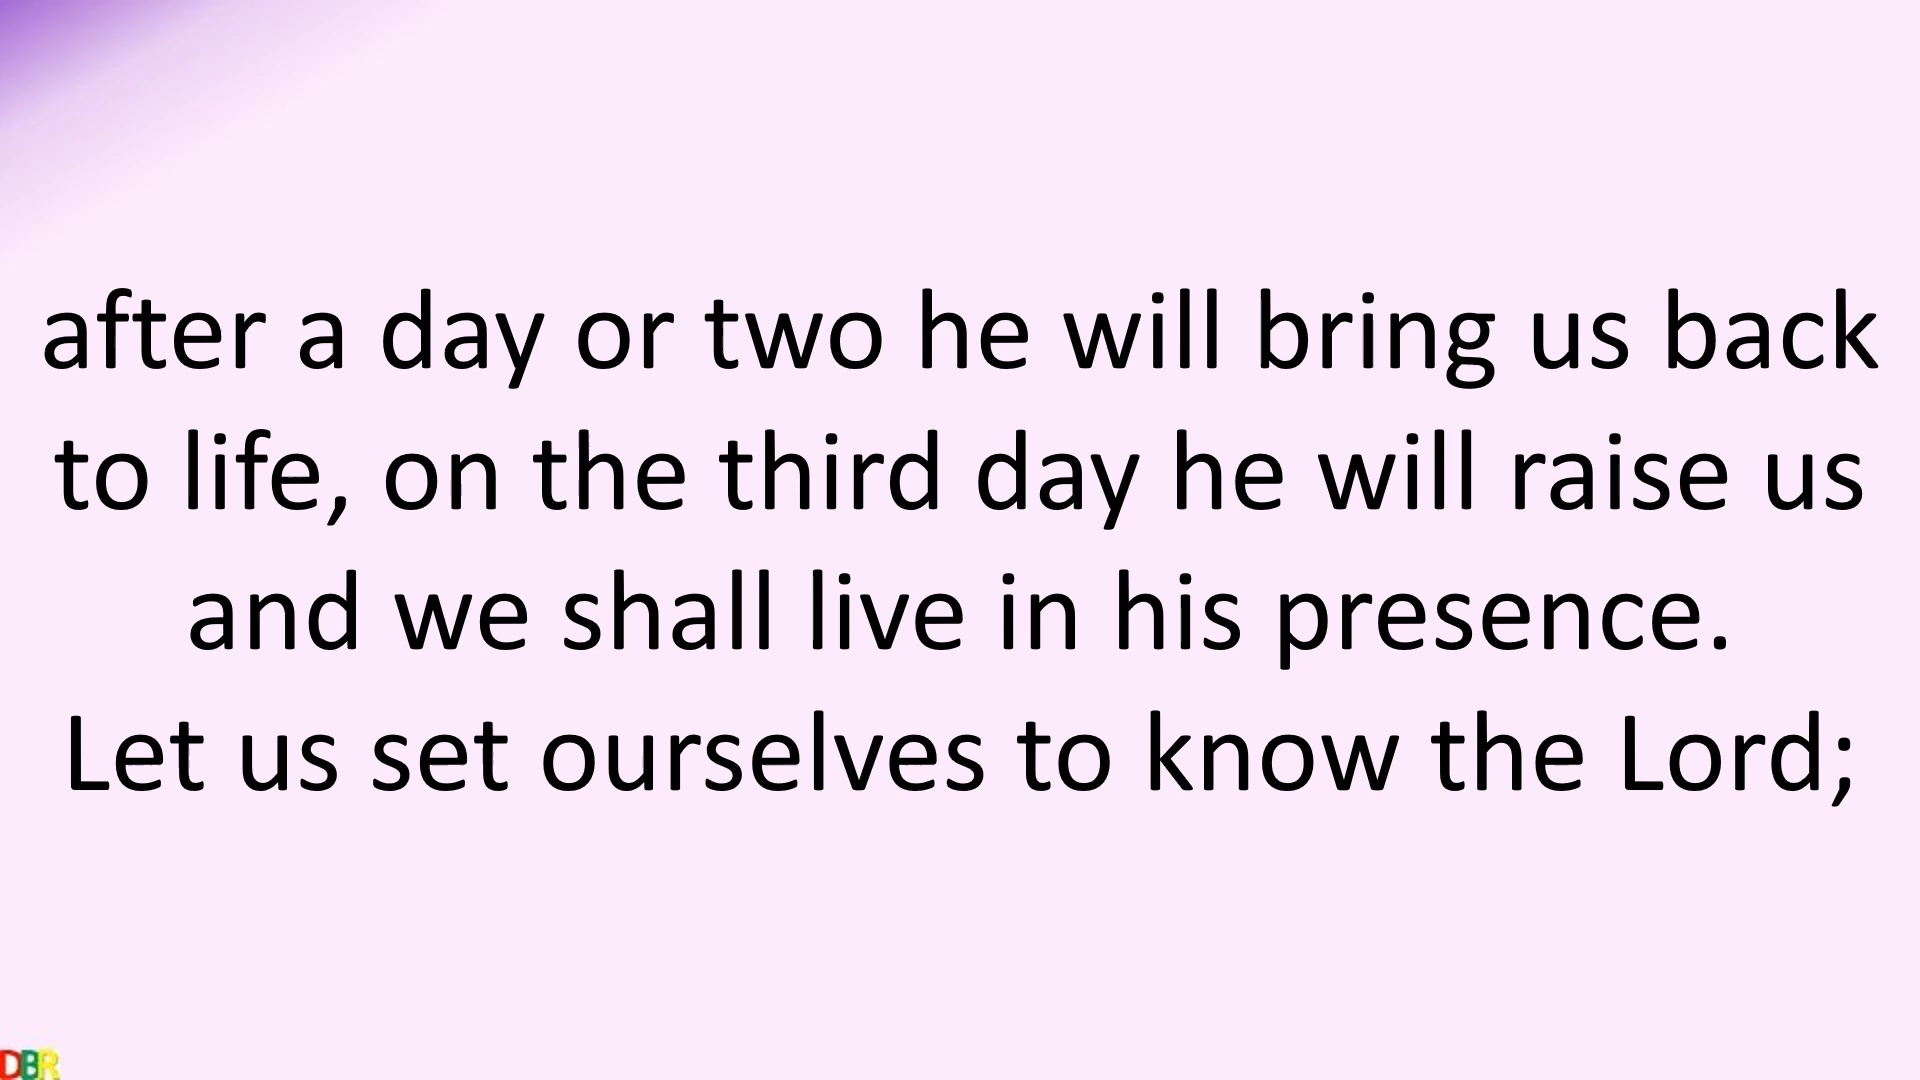 after a day or two he will bring us back
to life, on the third day he will raise us
and we shall live in his presence.
Let us set ourselves to know the Lord;
DBR